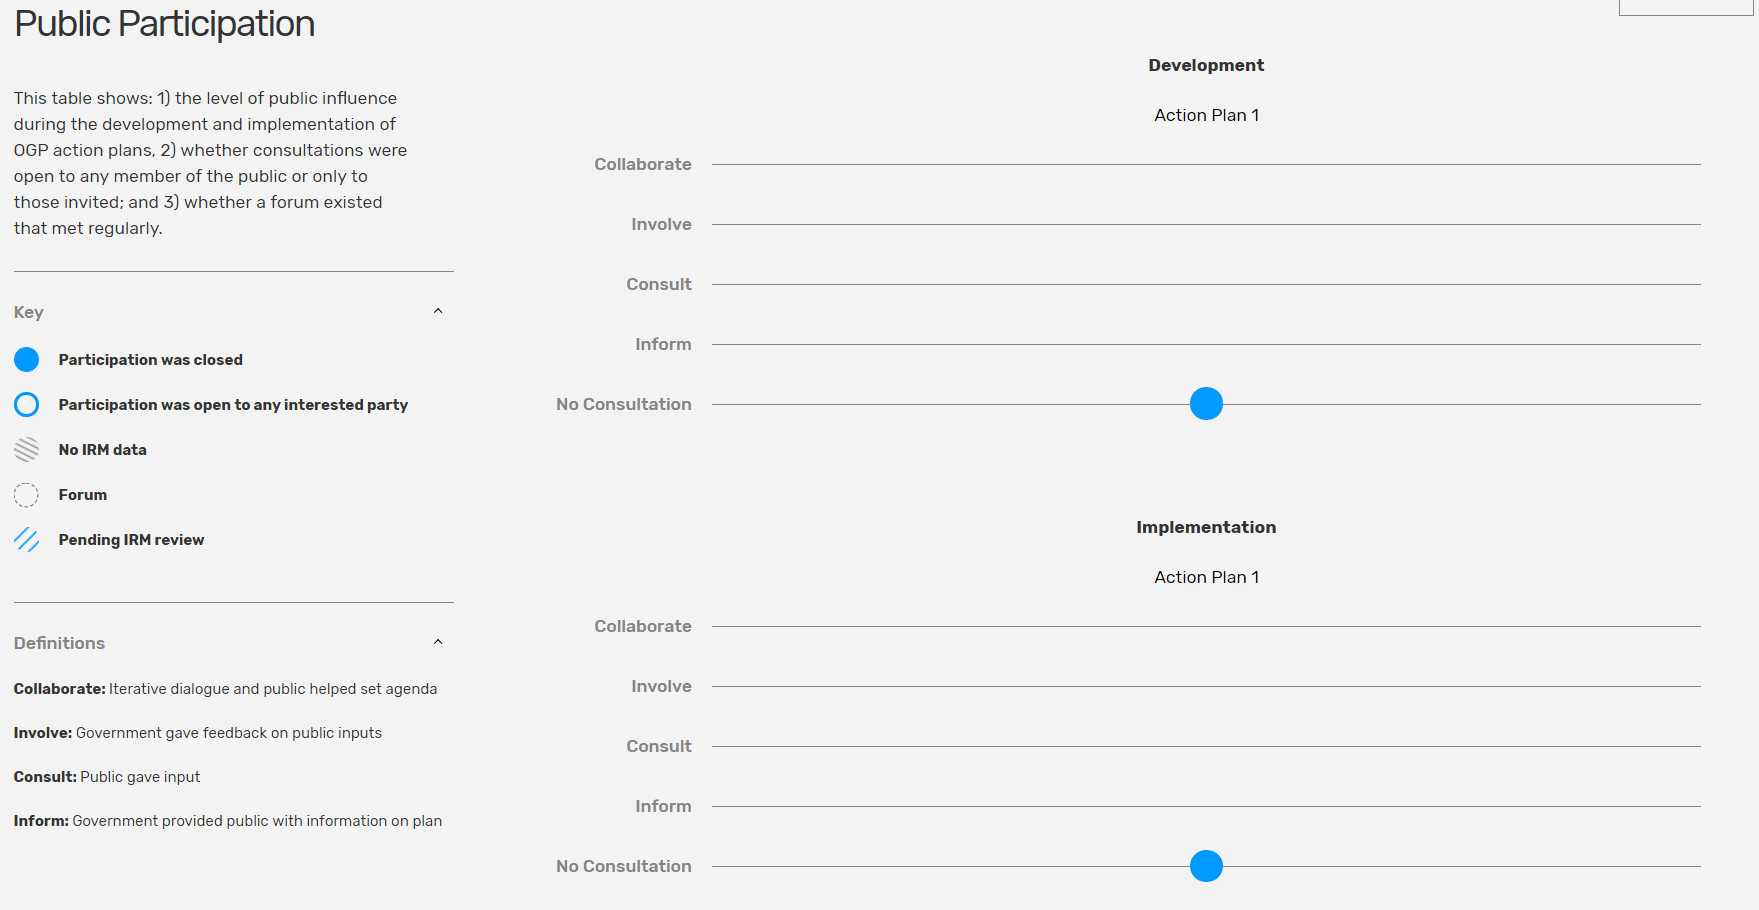 Public Participation
This table shows: 1) the level of public influence
during the development and implementation of
OGP action plans, 2) whether consultations were
open to any member of the public or only to
those invited; and 3) whether a forum existed
that met regularly.
Key
Participation was closed
Participation was open to any interested party
No IRM data
Forum
Pending IRM review
Definitions
Collaborate: Iterative dialogue and public helped set agenda
Involve: Government gave feedback on public inputs
Consult: Public gave input
Inform: Government provided public with information on plan
Development
Action Plan 1
Collaborate
Involve
Consult
Inform
No Consultation
Implementation
Action Plan 1
Collaborate
Involve
Consult
Inform
No Consultation